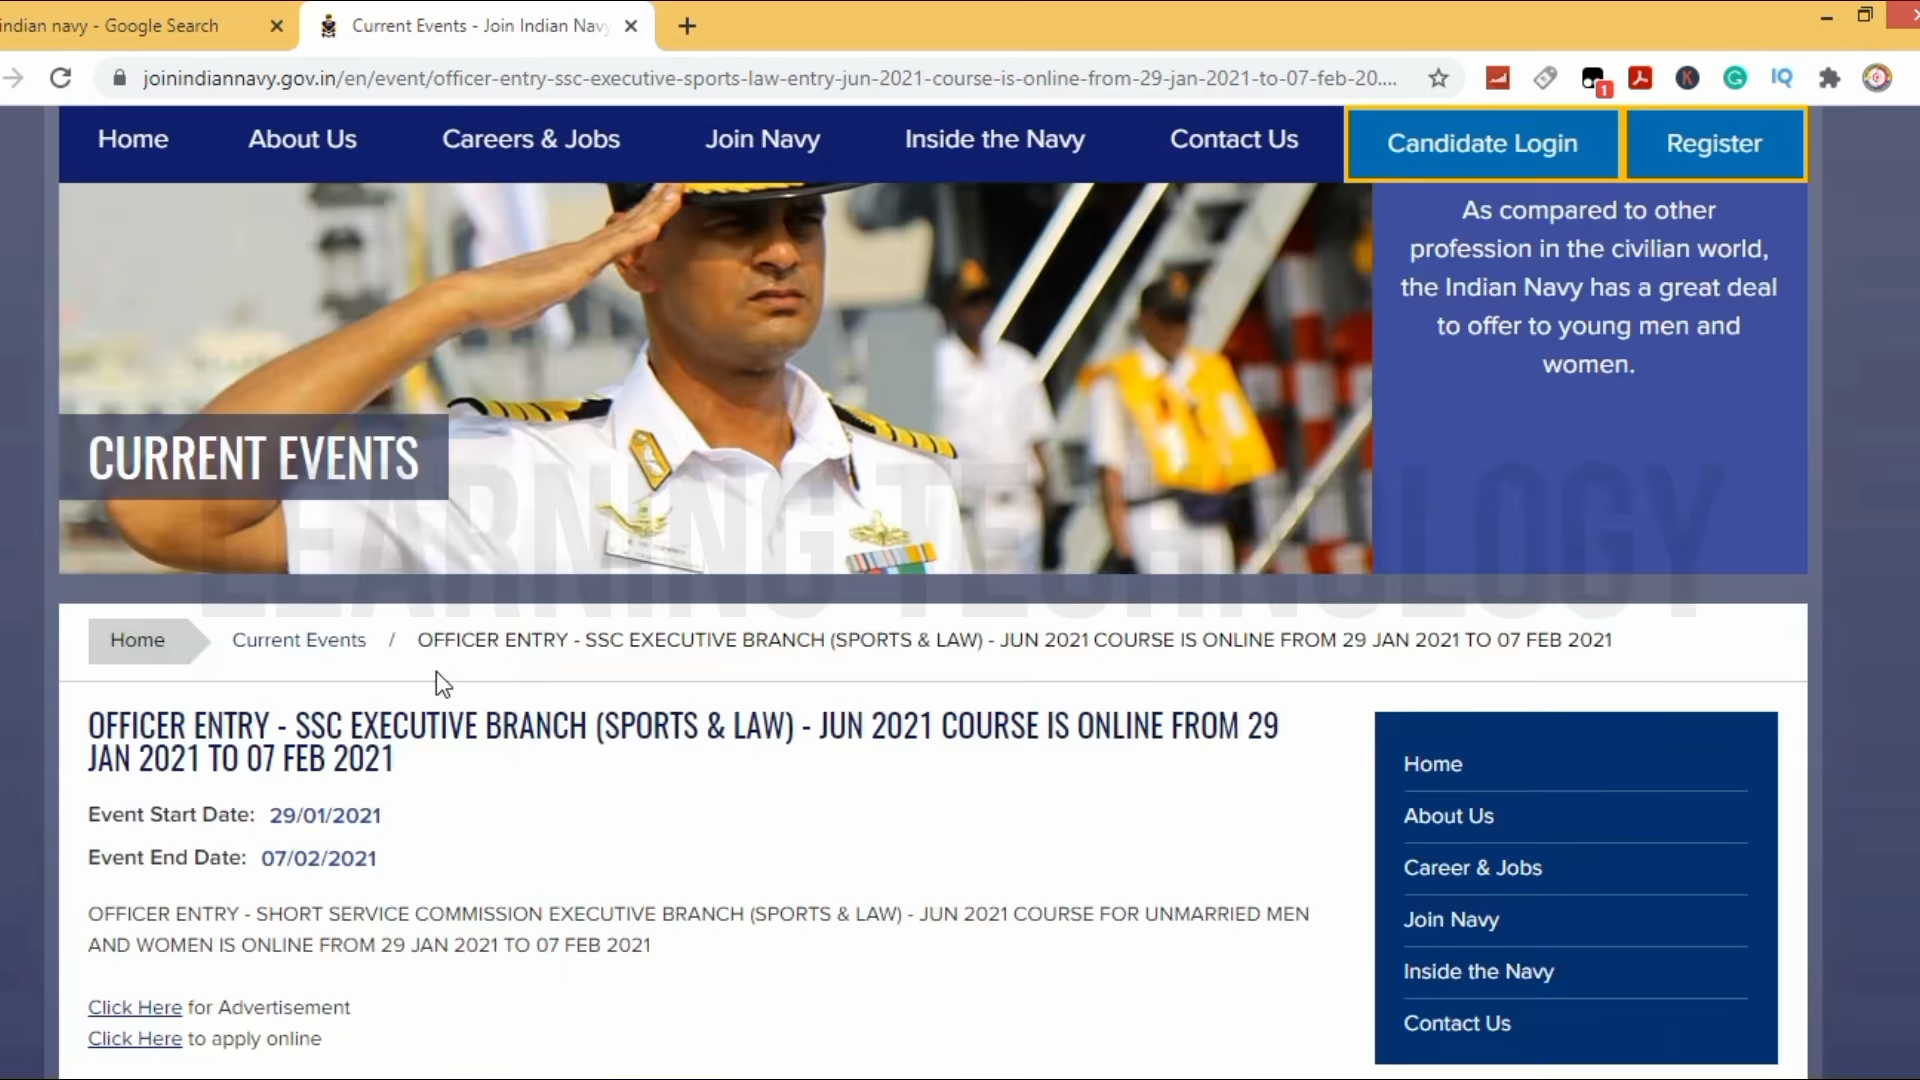 indian navy - Google Search
Current Events - Join Indian Nav
joinindiannavy.gov.in/en/event/officer-entry-ssc-executive-sports-law-entry-jun-2021-course-is-online-from-29-jan-2021-to-07-feb-20....
1
K
IQ
Home
About Us
Careers & Jobs
Join Navy
Inside the Navy
Contact Us
Candidate Login
Register
As compared to other
profession in the civilian world,
the Indian Navy has a great deal
to offer to young men and
women.
CURRENT EVENTS
LEARNING TECHNOLOGY
Home
Current Events / OFFICER ENTRY - SSC EXECUTIVE BRANCH (SPORTS & LAW) - JUN 2021 COURSE IS ONLINE FROM 29 JAN 2021 TO 07 FEB 2021
OFFICER ENTRY - SSC EXECUTIVE BRANCH (SPORTS & LAW) - JUN 2021 COURSE IS ONLINE FROM 29
JAN 2021 TO 07 FEB 2021
Event Start Date: 29/01/2021
Event End Date: 07/02/2021
OFFICER ENTRY - SHORT SERVICE COMMISSION EXECUTIVE BRANCH (SPORTS & LAW) - JUN 2021 COURSE FOR UNMARRIED MEN
AND WOMEN IS ONLINE FROM 29 JAN 2021 TO 07 FEB 2021
Click Here for Advertisement
Click Here to apply online
Home
About Us
Career & Jobs
Join Navy
Inside the Navy
Contact Us